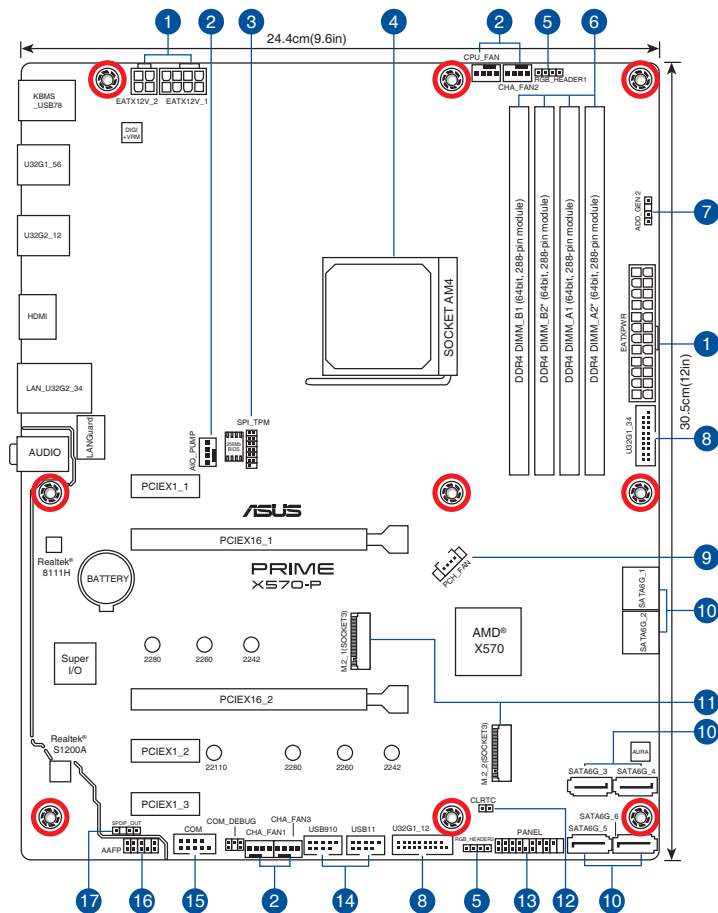 1 2 3 4 2 5 6
24.4cm(9.6in)
CPU_FAN
CHA_FAN2
RGB_HEADER1
EATX12V_2
EATX12V_1
KBMS
_USB78
DIGI
+VRM
U32G1_56
U32G2_12
HDMI
LAN_U32G2_34
LANGuard
AUDIO
SOCKET AM4
DDR4 DIMM_B1 (64bit, 288-pin module)
DDR4 DIMM_B2* (64bit, 288-pin module)
DDR4 DIMM_A1 (64bit, 288-pin module)
DDR4 DIMM_A2* (64bit, 288-pin module)
ADD_GEN 2
7
EATXPWR
1
30.5cm(12in)
U32G1_34
8
AIO_PUMP
256Mb
BIOS
SPI_TPM
PCIEX1_1
ASUS
PCIEX16_1
PRIME
X570-P
PCH_FAN
9
Realtek®
8111H
BATTERY
SATA6G_1
SATA6G_2
10
AMD®
X570
M.2_1(SOCKET3)
2280
2260
2242
Super
I/O
11
PCIEX16_2
Realtek®
S1200A
PCIEX1_2
22110
2280
2260
2242
M.2_2(SOCKET3)
AURA
10
SATA6G_3
SATA6G_4
PCIEX1_3
CLRTC
SATA6G_6
SATA6G_5
SPDIF_OUT
AAFP
COM
COM_DEBUG
CHA_FAN1
CHA_FAN3
USB910
USB11
U32G1_12
RGB_HEADER2
PANEL
17 16 15 2 14 8 5 13 12 10